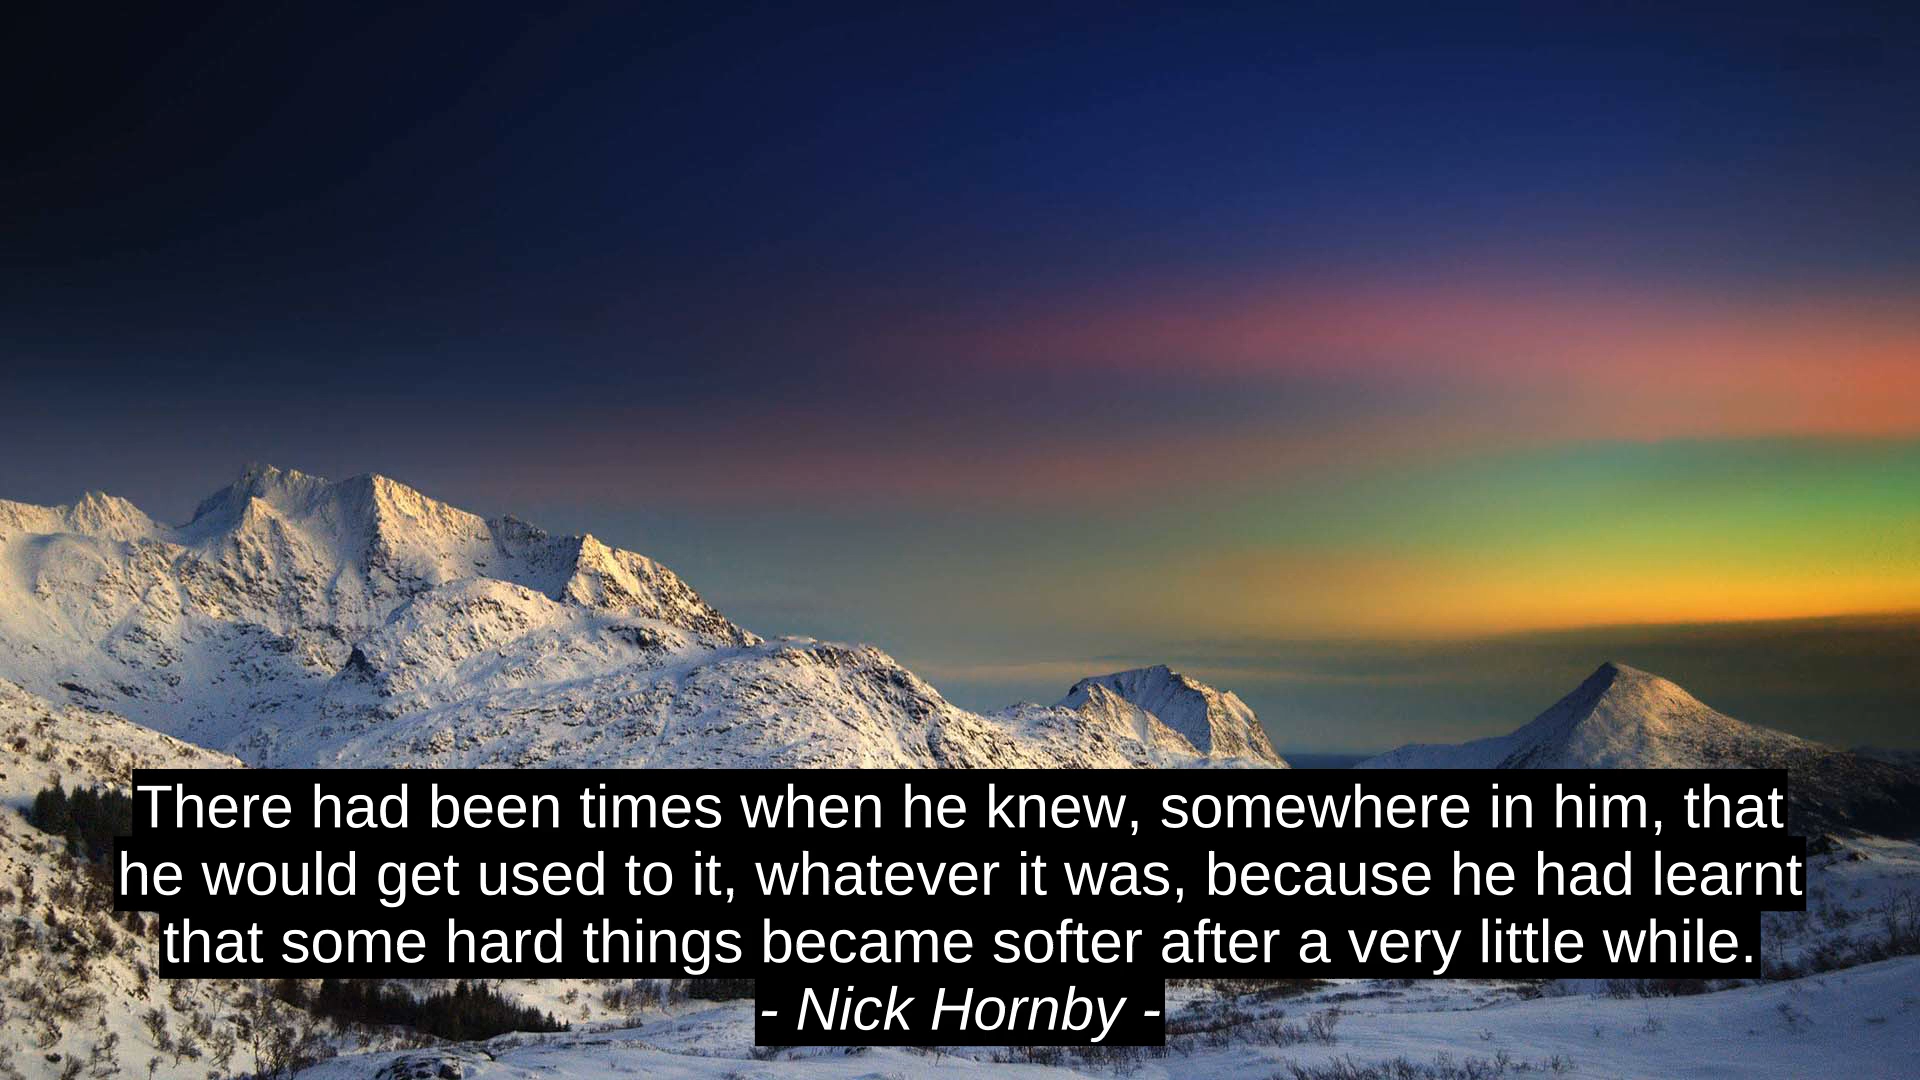 There had been times when he knew, somewhere in him, that
he would get used to it, whatever it was, because he had learnt
that some hard things became softer after a very little while.
- Nick Hornby -